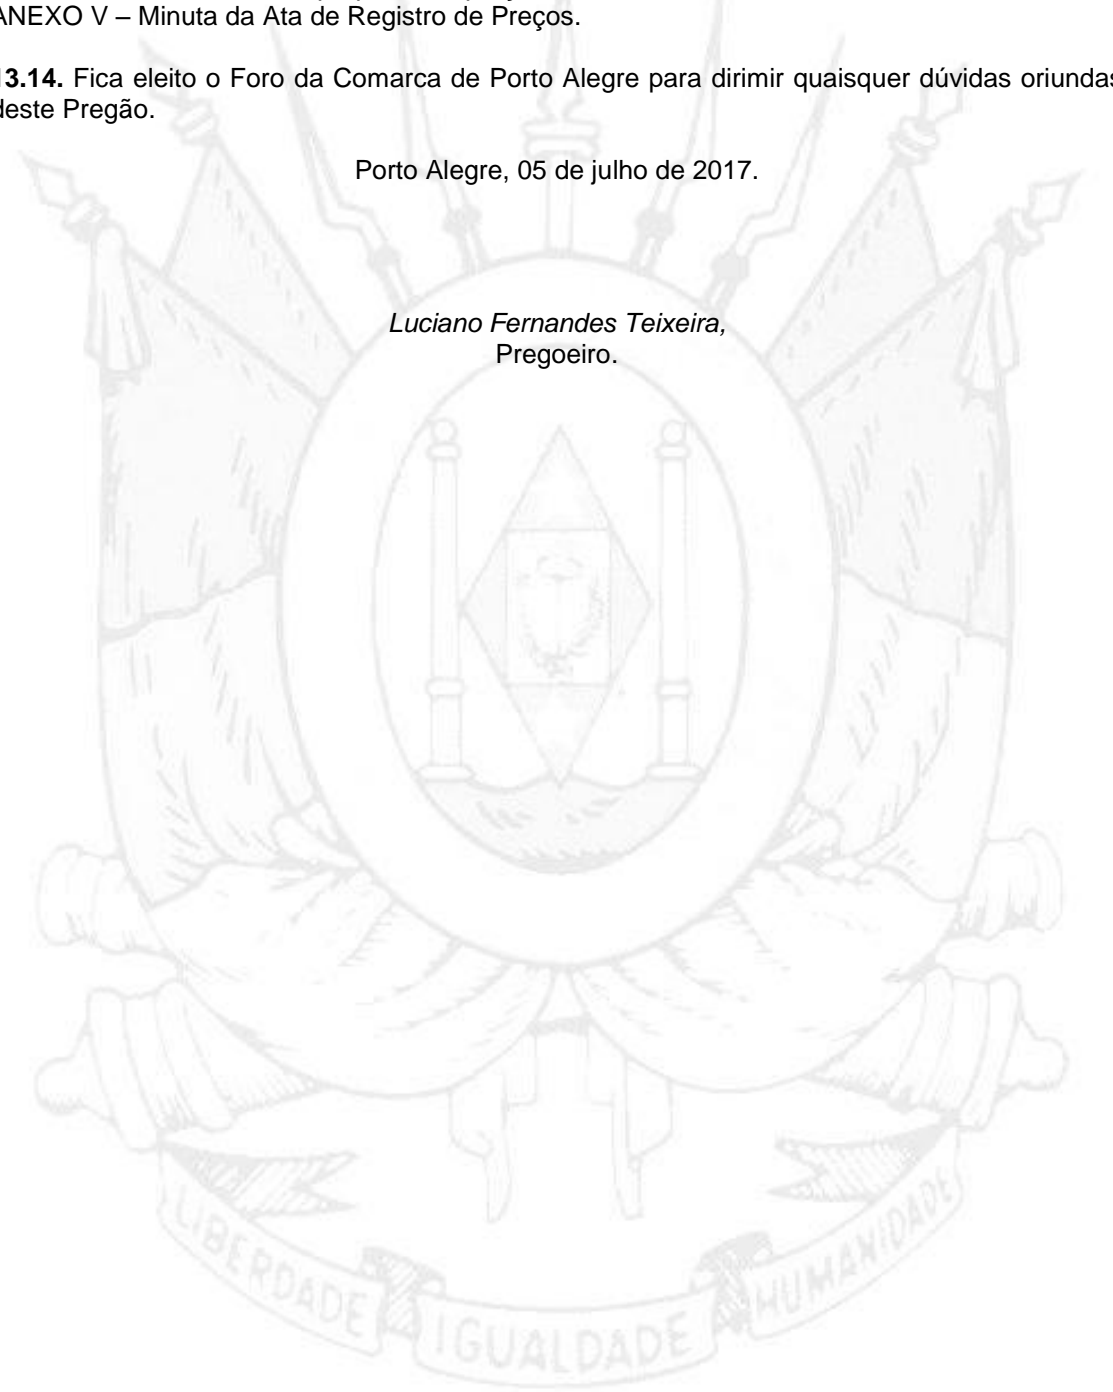 ANEXO V – Minuta da Ata de Registro de Preços.
13.14. Fica eleito o Foro da Comarca de Porto Alegre para dirimir quaisquer dúvidas oriundas
deste Pregão.
Porto Alegre, 05 de julho de 2017.
Luciano Fernandes Teixeira,
Pregoeiro.
LIBERDADE IGUALDADE HUMANIDADE